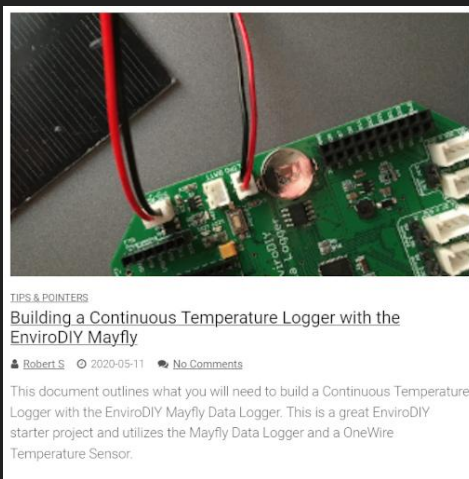 TIPS & POINTERS
Building a Continuous Temperature Logger with the
EnviroDIY Mayfly
Robert S 2020-05-11 No Comments
This document outlines what you will need to build a Continuous Temperature
Logger with the EnviroDIY Mayfly Data Logger. This is a great EnviroDIY
starter project and utilizes the Mayfly Data Logger and a OneWire
Temperature Sensor.